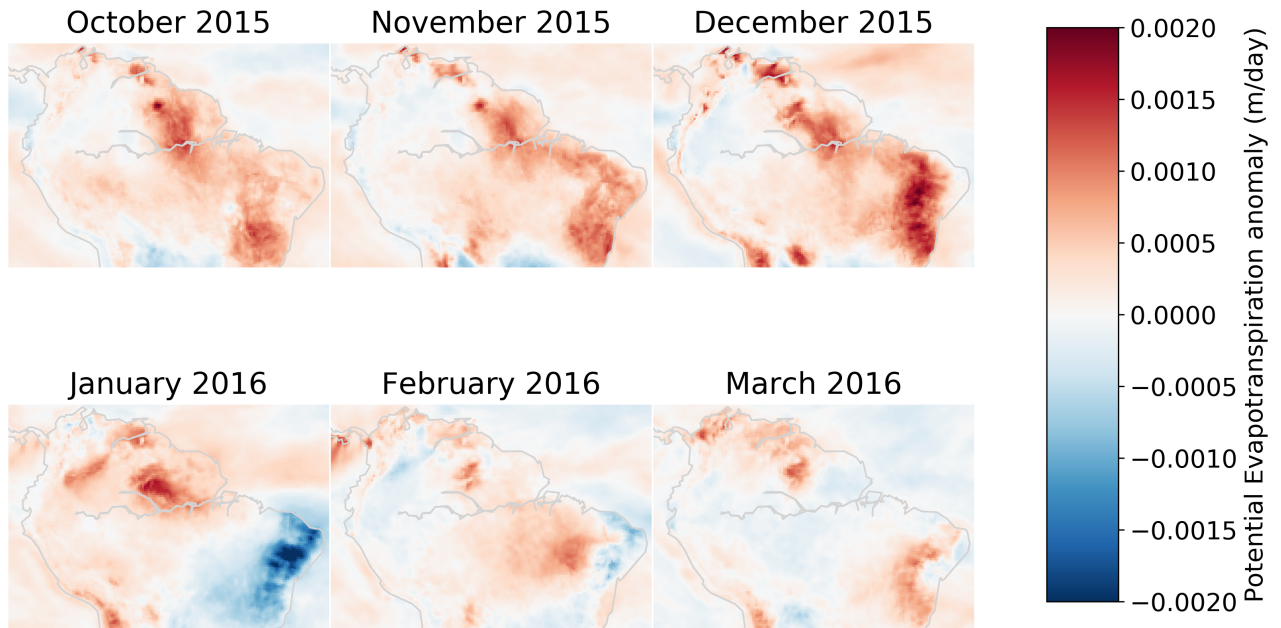 October 2015
November 2015
December 2015
January 2016
February 2016
March 2016
0.0020
0.0015
0.0010
0.0005
0.0000
−0.0005
−0.0010
−0.0015
−0.0020
Potential Evapotranspiration anomaly (m/day)